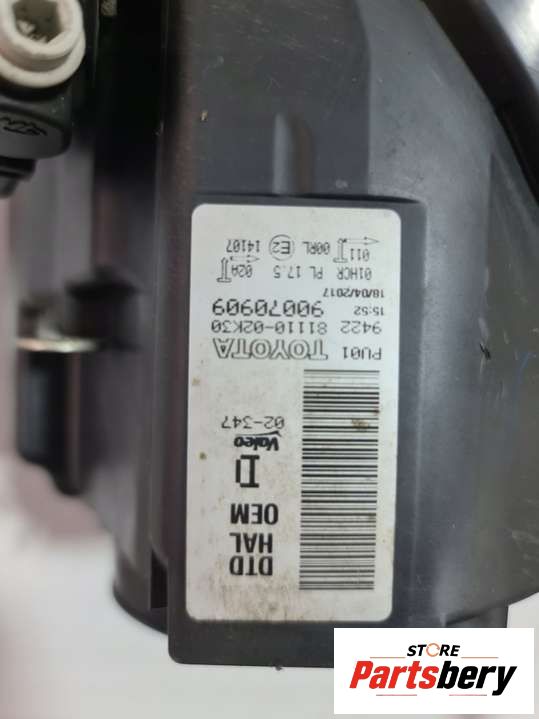 DTD
HAL
OEM
Valeo
02-347
PU01 TOYOTA
9422 81110-02K30
15:52 90070909
18/04/2017
01HCR PL 17.5 02A
011 00RL E2 14107
STORE
Partsbery